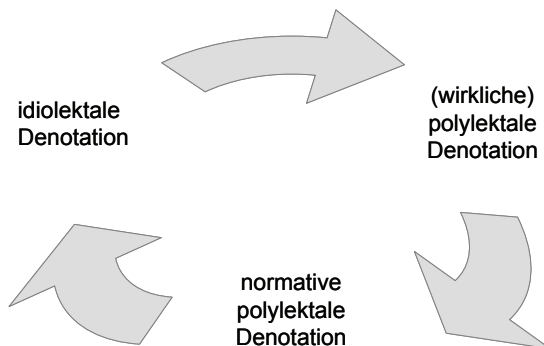 idiolektale
Denotation
(wirkliche)
polylektale
Denotation
normative
polylektale
Denotation